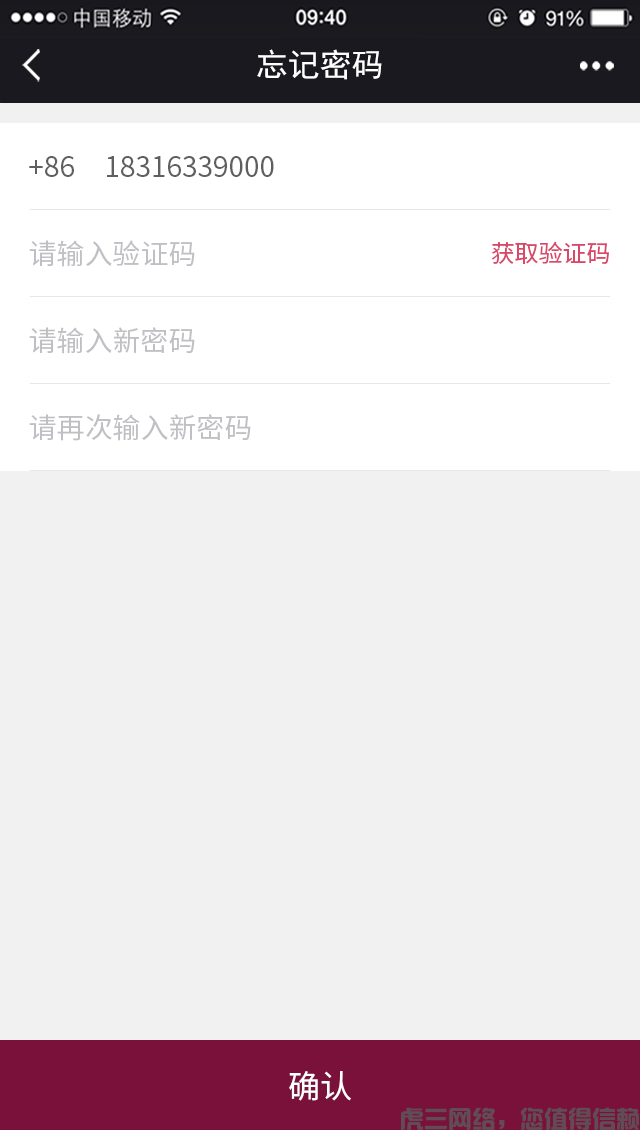 中国移动 09:40 91%
忘记密码
+86 18316339000
请输入验证码 获取验证码
请输入新密码
请再次输入新密码
确认
虎三网络，您值得信赖